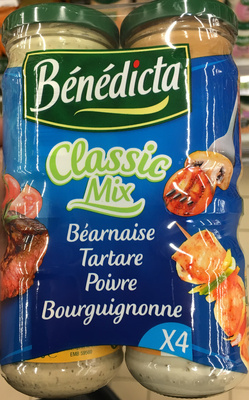 Bénédicta
Classic
Mix
Béarnaise
Tartare
Poivre
Bourguignonne
X4